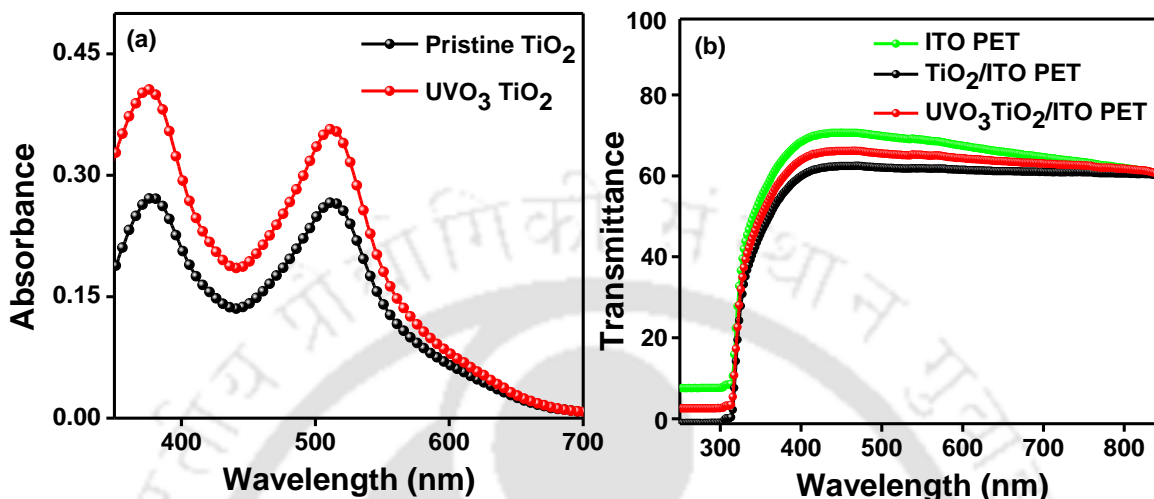 (a)
Pristine TiO2
UVO3 TiO2
0.45
0.30
0.15
0.00
Absorbance
400
500
600
700
Wavelength (nm)
(b)
ITO PET
TiO2/ITO PET
UVO3TiO2/ITO PET
100
80
60
40
20
0
Transmittance
300
400
500
600
700
800
Wavelength (nm)